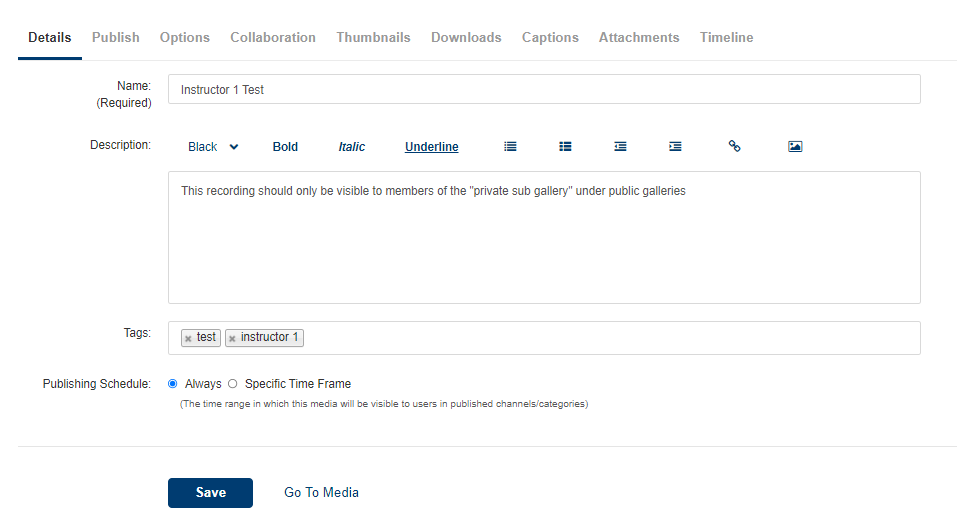 Details Publish Options Collaboration Thumbnails Downloads Captions Attachments Timeline
Name: Instructor 1 Test
(Required)
Description: Black Bold Italic Underline
This recording should only be visible to members of the "private sub gallery" under public galleries
Tags: test instructor 1
Publishing Schedule: Always Specific Time Frame
(The time range in which this media will be visible to users in published channels/categories)
Save Go To Media